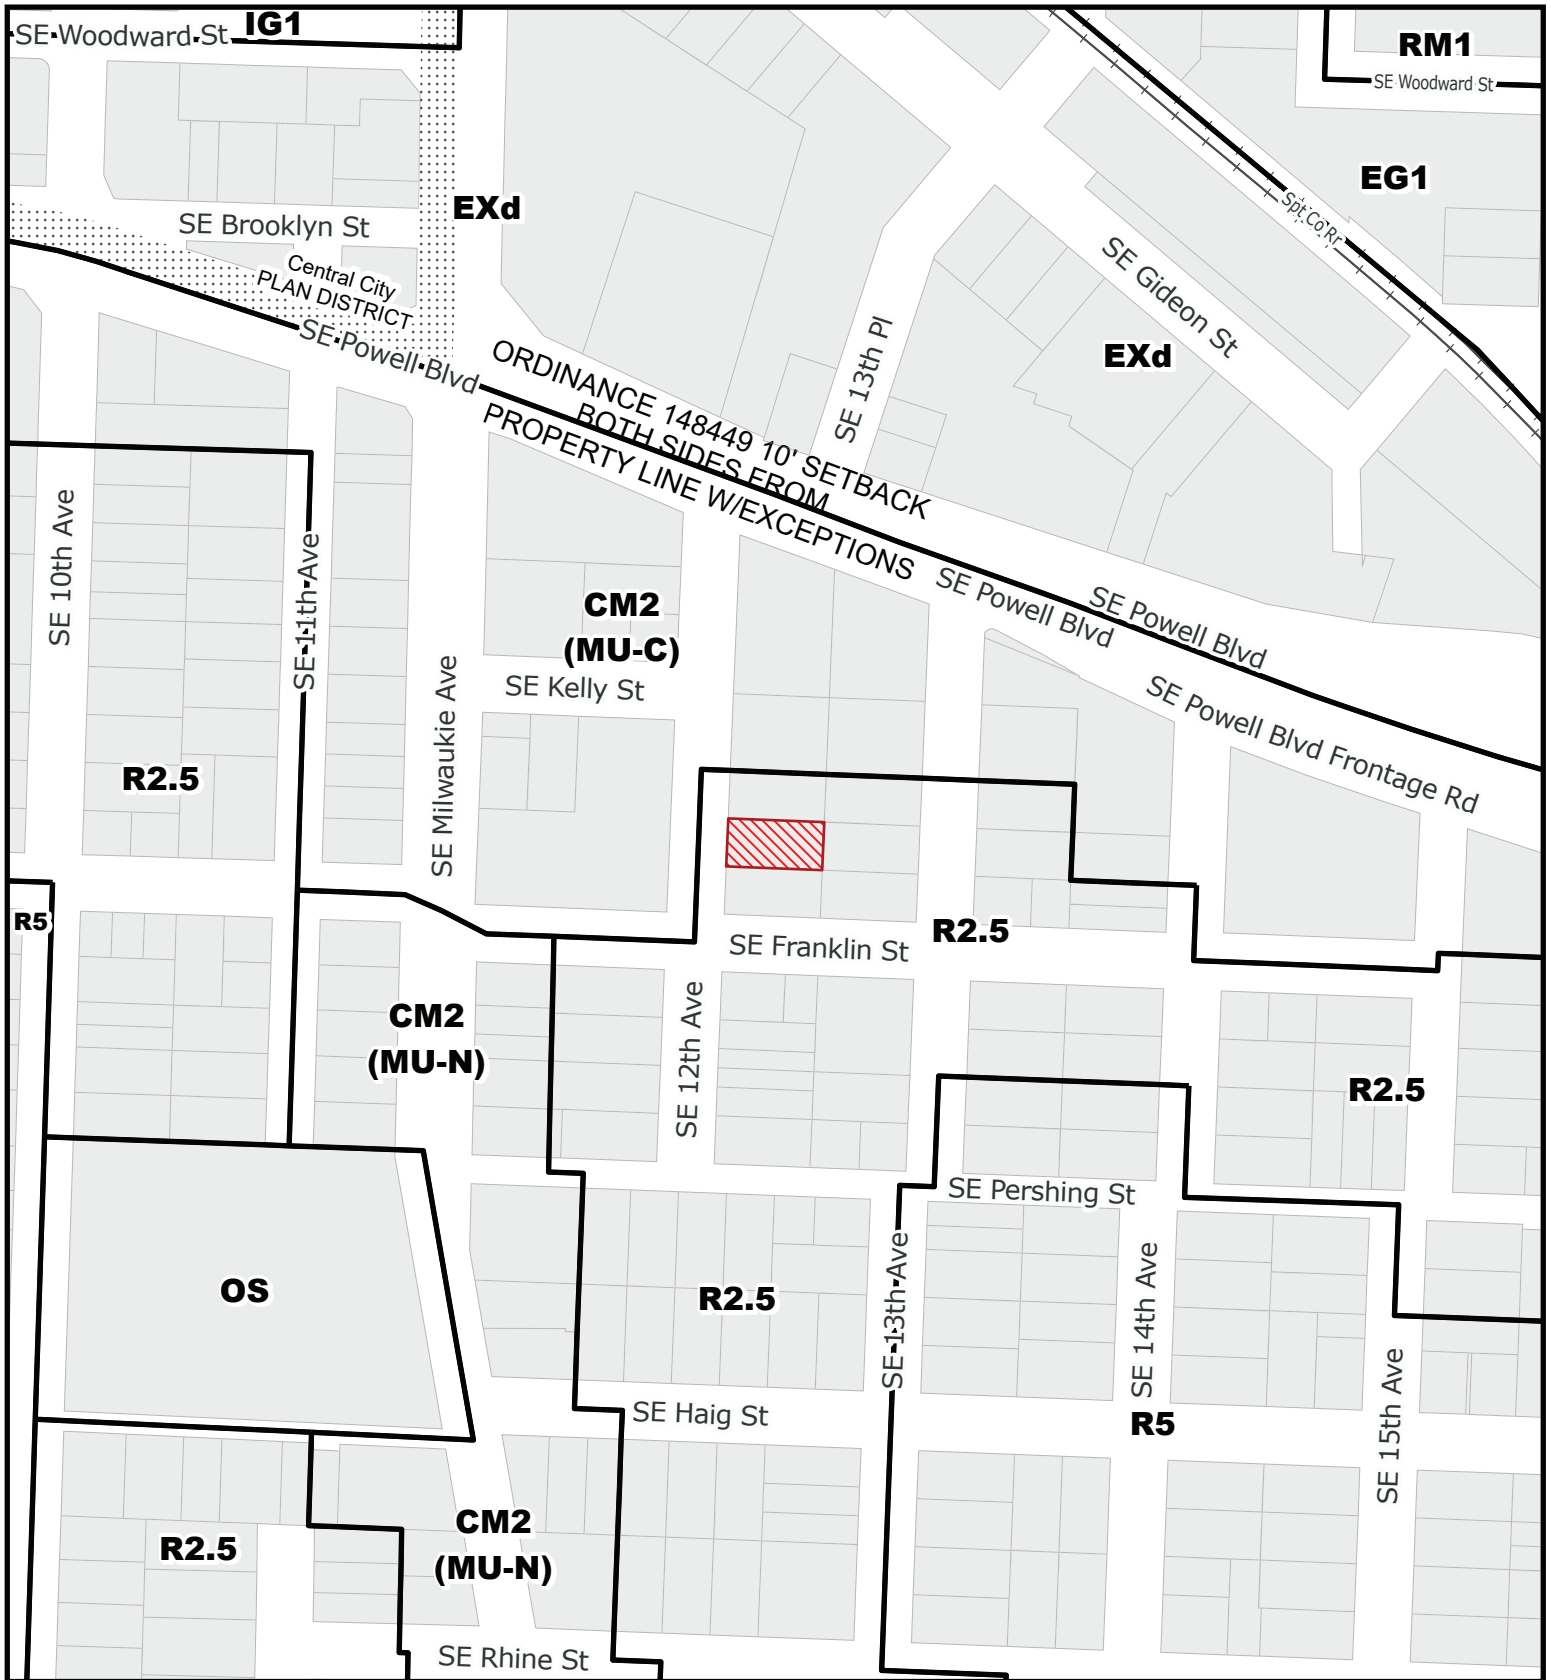 IG1
SE Woodward St
RM1
SE Woodward St
EG1
EXd
SE Brooklyn St
Spt Co Rr
Central City
PLAN DISTRICT
SE Gideon St
SE Powell Blvd
SE 13th Pl
EXd
ORDINANCE 148449 10' SETBACK
BOTH SIDES FROM
PROPERTY LINE W/EXCEPTIONS
SE 10th Ave
SE 11th Ave
CM2
(MU-C)
SE Powell Blvd
SE Powell Blvd
SE Kelly St
SE Milwaukie Ave
SE Powell Blvd Frontage Rd
R2.5
R5
R2.5
SE Franklin St
CM2
(MU-N)
SE 12th Ave
R2.5
SE Pershing St
OS
R2.5
SE 13th Ave
SE 14th Ave
SE 15th Ave
SE Haig St
R5
R2.5
CM2
(MU-N)
SE Rhine St